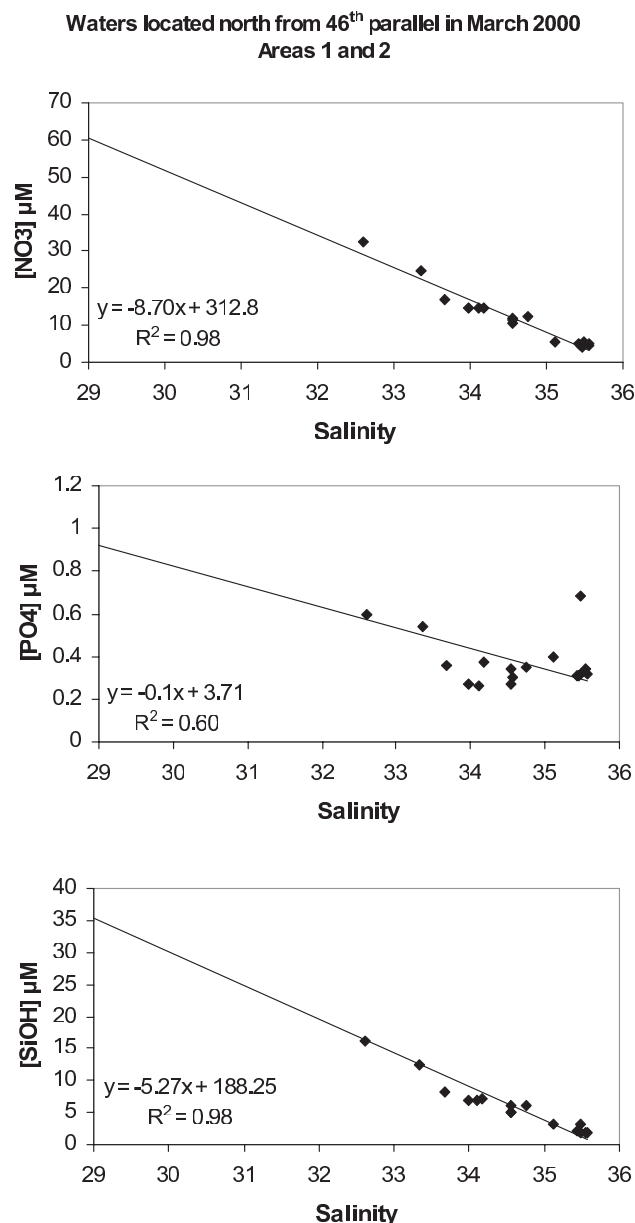 Waters located north from 46th parallel in March 2000
Areas 1 and 2
70
60
50
40
30
20
10
0
[NO3] µM
y = -8.70x + 312.8
R² = 0.98
29 30 31 32 33 34 35 36
Salinity
1.2
1
0.8
0.6
0.4
0.2
0
[PO4] µM
y = -0.1x + 3.71
R² = 0.60
29 30 31 32 33 34 35 36
Salinity
40
35
30
25
20
15
10
5
0
[SiOH] µM
y = -5.27x + 188.25
R² = 0.98
29 30 31 32 33 34 35 36
Salinity